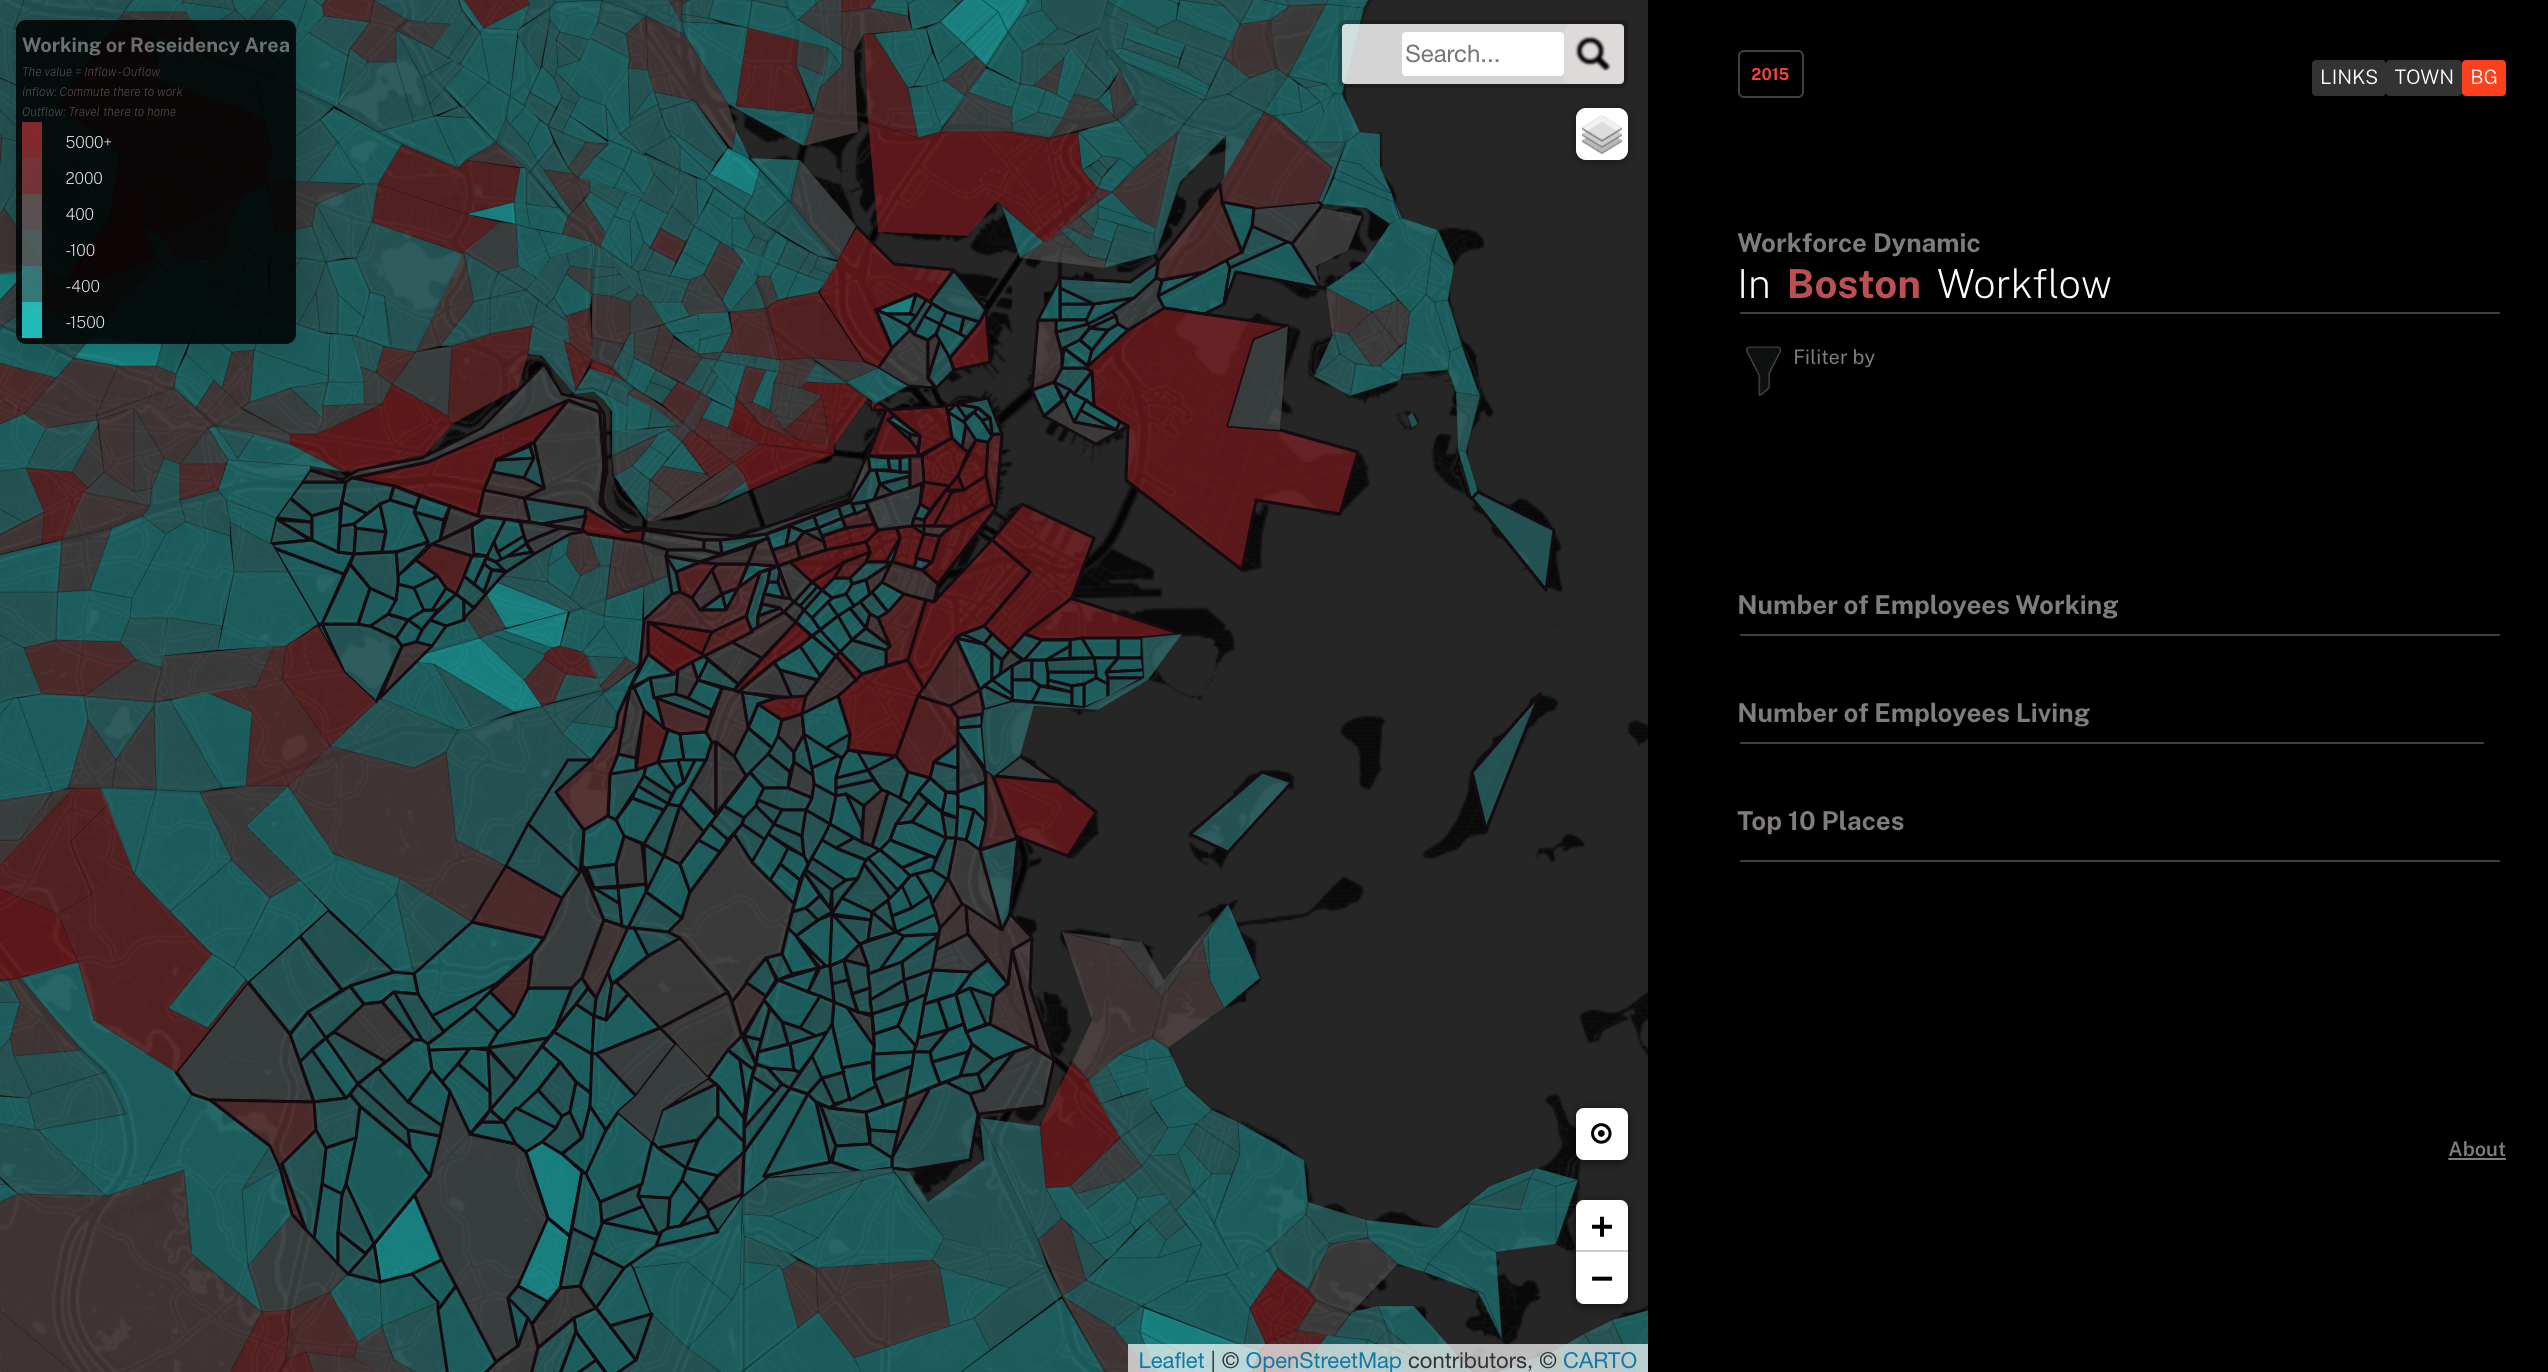 Working or Reseidency Area
The value = Inflow-Ouflow
Inflow: Commute there to work
Outflow: Travel there to home
5000+
2000
400
-100
-400
-1500
Search...
2015
LINKS TOWN BG
Workforce Dynamic
In Boston Workflow
Filiter by
Number of Employees Working
Number of Employees Living
Top 10 Places
About
+
−
Leaflet | © OpenStreetMap contributors, © CARTO